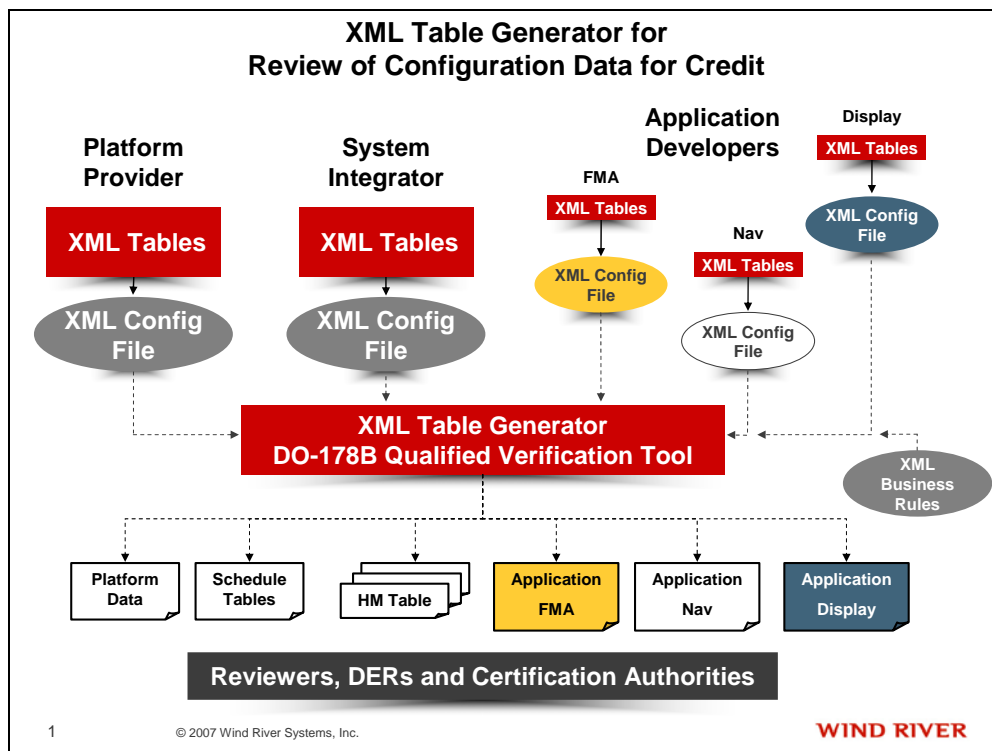 XML Table Generator for
Review of Configuration Data for Credit
Platform
Provider
XML Tables
XML Config
File
System
Integrator
XML Tables
XML Config
File
Application
Developers
FMA
XML Tables
XML Config
File
Nav
XML Tables
XML Config
File
Display
XML Tables
XML Config
File
XML Table Generator
DO-178B Qualified Verification Tool
XML
Business
Rules
Platform
Data
Schedule
Tables
HM Table
Application
FMA
Application
Nav
Application
Display
Reviewers, DERs and Certification Authorities
1
© 2007 Wind River Systems, Inc.
WIND RIVER